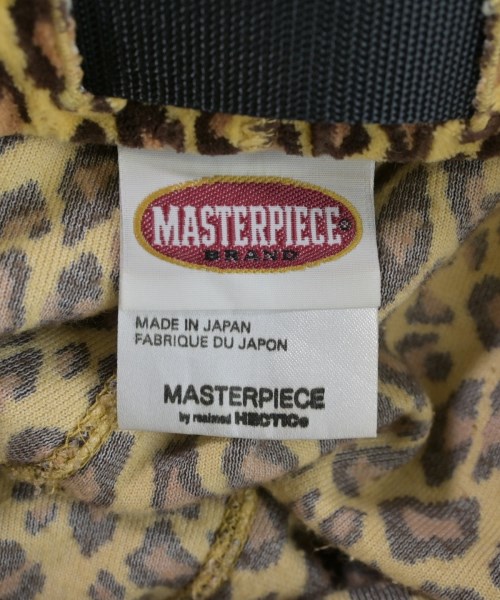 MASTERPIECE®
BRAND
MADE IN JAPAN
FABRIQUE DU JAPON
MASTERPIECE
by realmad HECTIC®